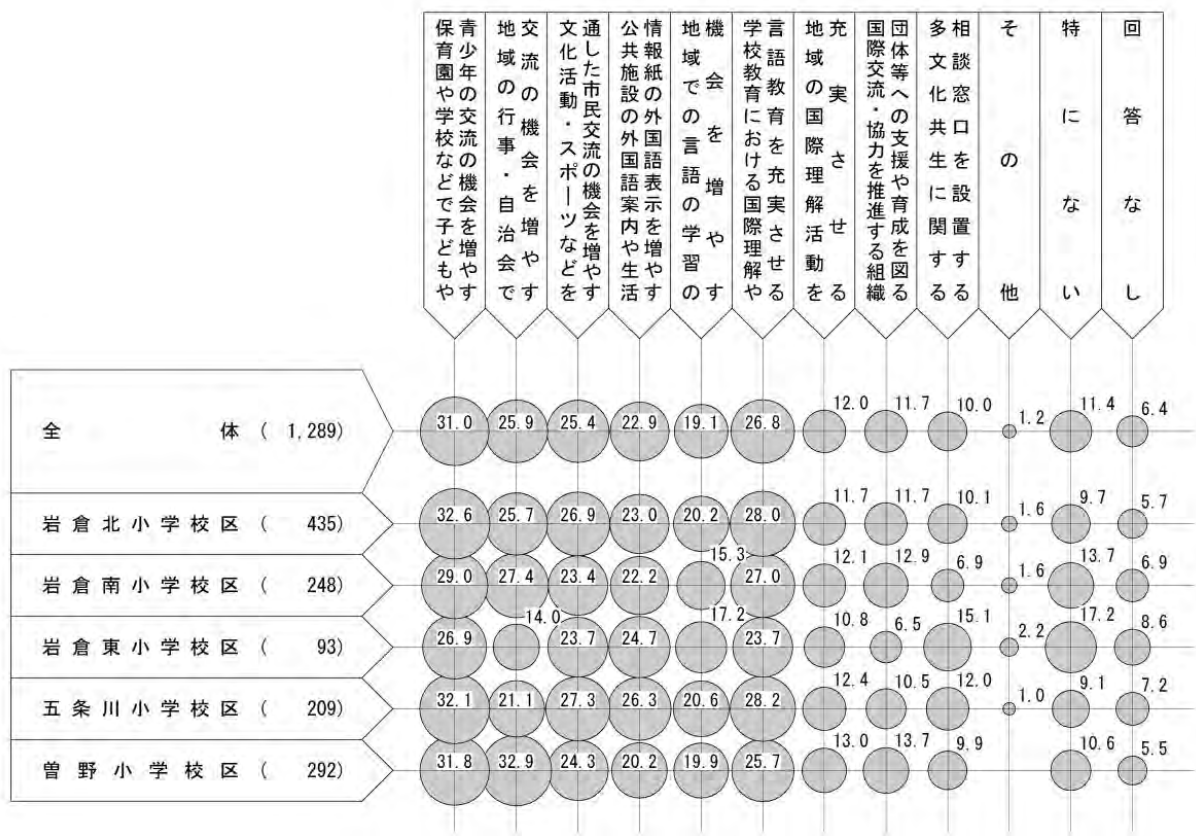 保育園や学校などで子どもや
青少年の交流の機会を増やす
地域の行事・自治会で
交流の機会を増やす
文化活動・スポーツなどを
通した市民交流の機会を増やす
公共施設の外国語案内や生活
情報紙の外国語表示を増やす
地域での言語の学習の
機会を増やす
学校教育における国際理解や
言語教育を充実させる
地域の国際理解活動を
充実させる
国際交流・協力を推進する組織
団体等への支援や育成を図る
多文化共生に関する
相談窓口を設置する
その他
特にない
回答なし
全体(1,289) 31.0 25.9 25.4 22.9 19.1 26.8 12.0 11.7 10.0 1.2 11.4 6.4
岩倉北小学校区(435) 32.6 25.7 26.9 23.0 20.2 28.0 11.7 11.7 10.1 1.6 9.7 5.7
岩倉南小学校区(248) 29.0 27.4 23.4 22.2 15.3 27.0 12.1 12.9 6.9 1.6 13.7 6.9
岩倉東小学校区(93) 26.9 14.0 23.7 24.7 17.2 23.7 10.8 6.5 15.1 2.2 17.2 8.6
五条川小学校区(209) 32.1 21.1 27.3 26.3 20.6 28.2 12.4 10.5 12.0 1.0 9.1 7.2
曽野小学校区(292) 31.8 32.9 24.3 20.2 19.9 25.7 13.0 13.7 9.9 10.6 5.5